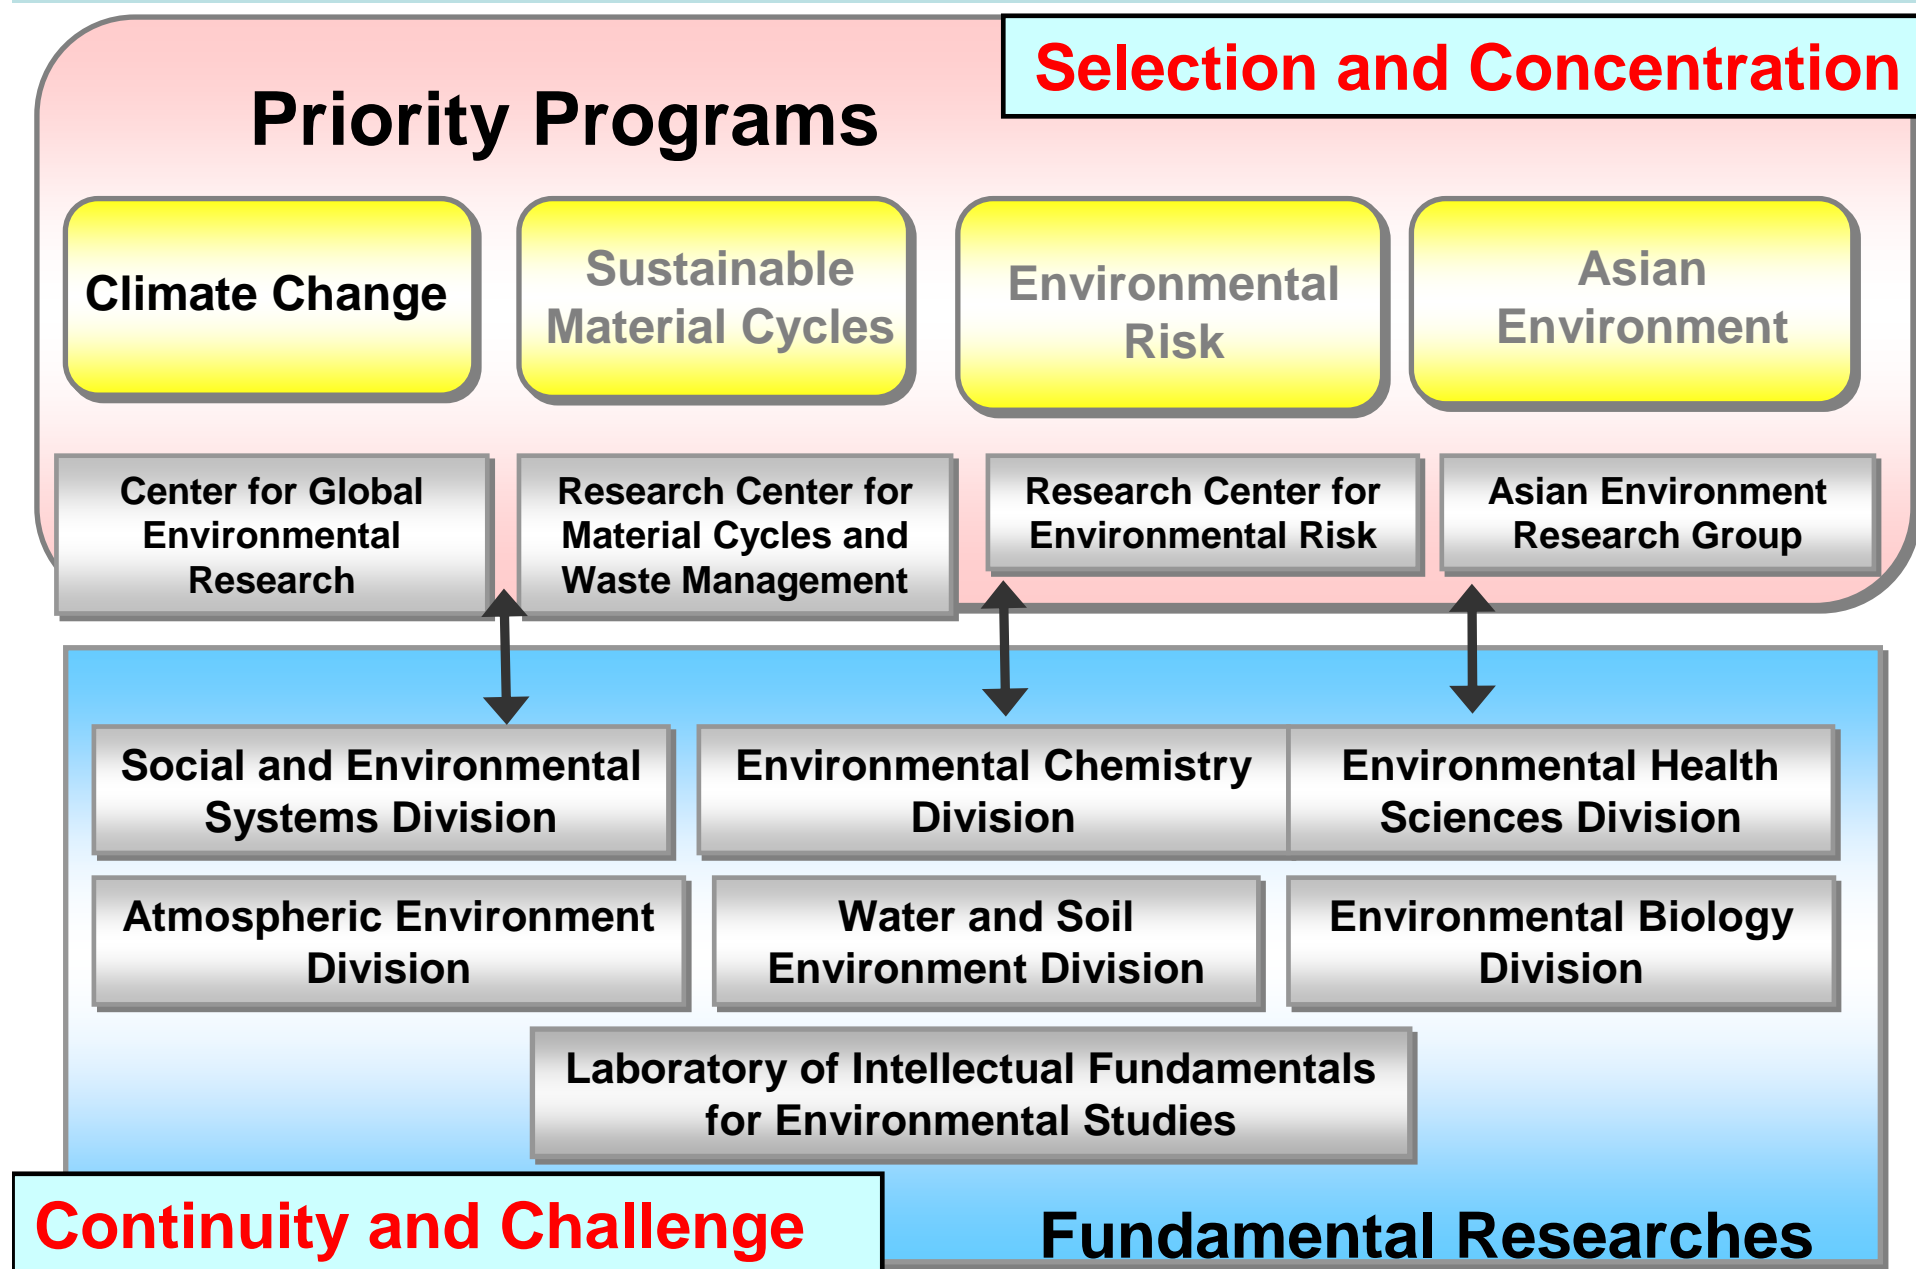 Selection and Concentration
Priority Programs
Climate Change
Sustainable
Material Cycles
Environmental
Risk
Asian
Environment
Center for Global
Environmental
Research
Research Center for
Material Cycles and
Waste Management
Research Center for
Environmental Risk
Asian Environment
Research Group
Social and Environmental
Systems Division
Environmental Chemistry
Division
Environmental Health
Sciences Division
Atmospheric Environment
Division
Water and Soil
Environment Division
Environmental Biology
Division
Laboratory of Intellectual Fundamentals
for Environmental Studies
Continuity and Challenge
Fundamental Researches